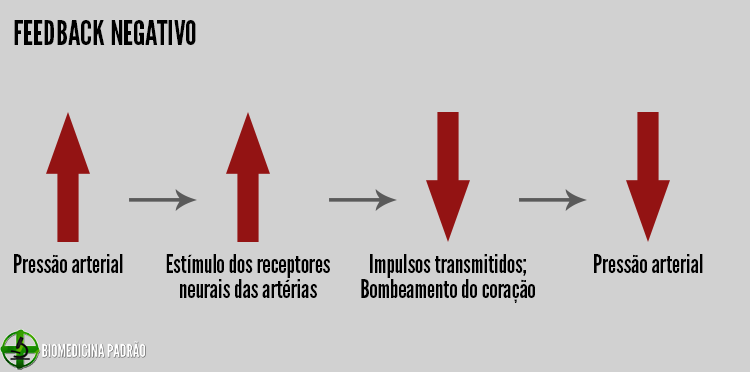 FEEDBACK NEGATIVO
Pressão arterial
Estímulo dos receptores
neurais das artérias
Impulsos transmitidos;
Bombeamento do coração
Pressão arterial
BIOMEDICINA PADRÃO